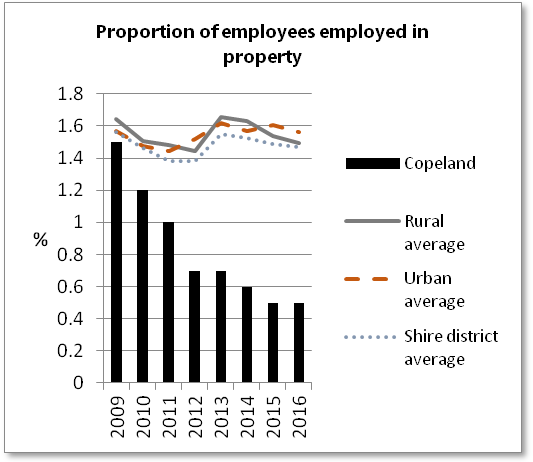 Proportion of employees employed in
property
1.8
1.6
1.4
1.2
1
0.8
0.6
0.4
0.2
0
%
2009
2010
2011
2012
2013
2014
2015
2016
Copeland
Rural
average
Urban
average
Shire district
average